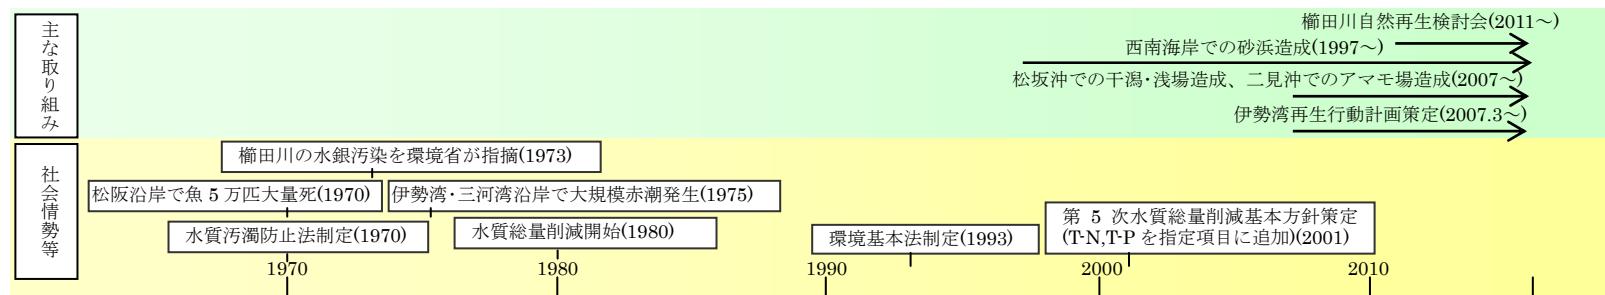 主な取り組み
櫛田川自然再生検討会(2011～)
西南海岸での砂浜造成(1997～)
松坂沖での干潟・浅場造成、二見沖でのアマモ場造成(2007～)
伊勢湾再生行動計画策定(2007.3～)
社会情勢等
櫛田川の水銀汚染を環境省が指摘(1973)
松阪沿岸で魚5万匹大量死(1970)
伊勢湾・三河湾沿岸で大規模赤潮発生(1975)
水質汚濁防止法制定(1970)
水質総量削減開始(1980)
環境基本法制定(1993)
第 5 次水質総量削減基本方針策定
(T-N,T-P を指定項目に追加)(2001)
1970
1980
1990
2000
2010